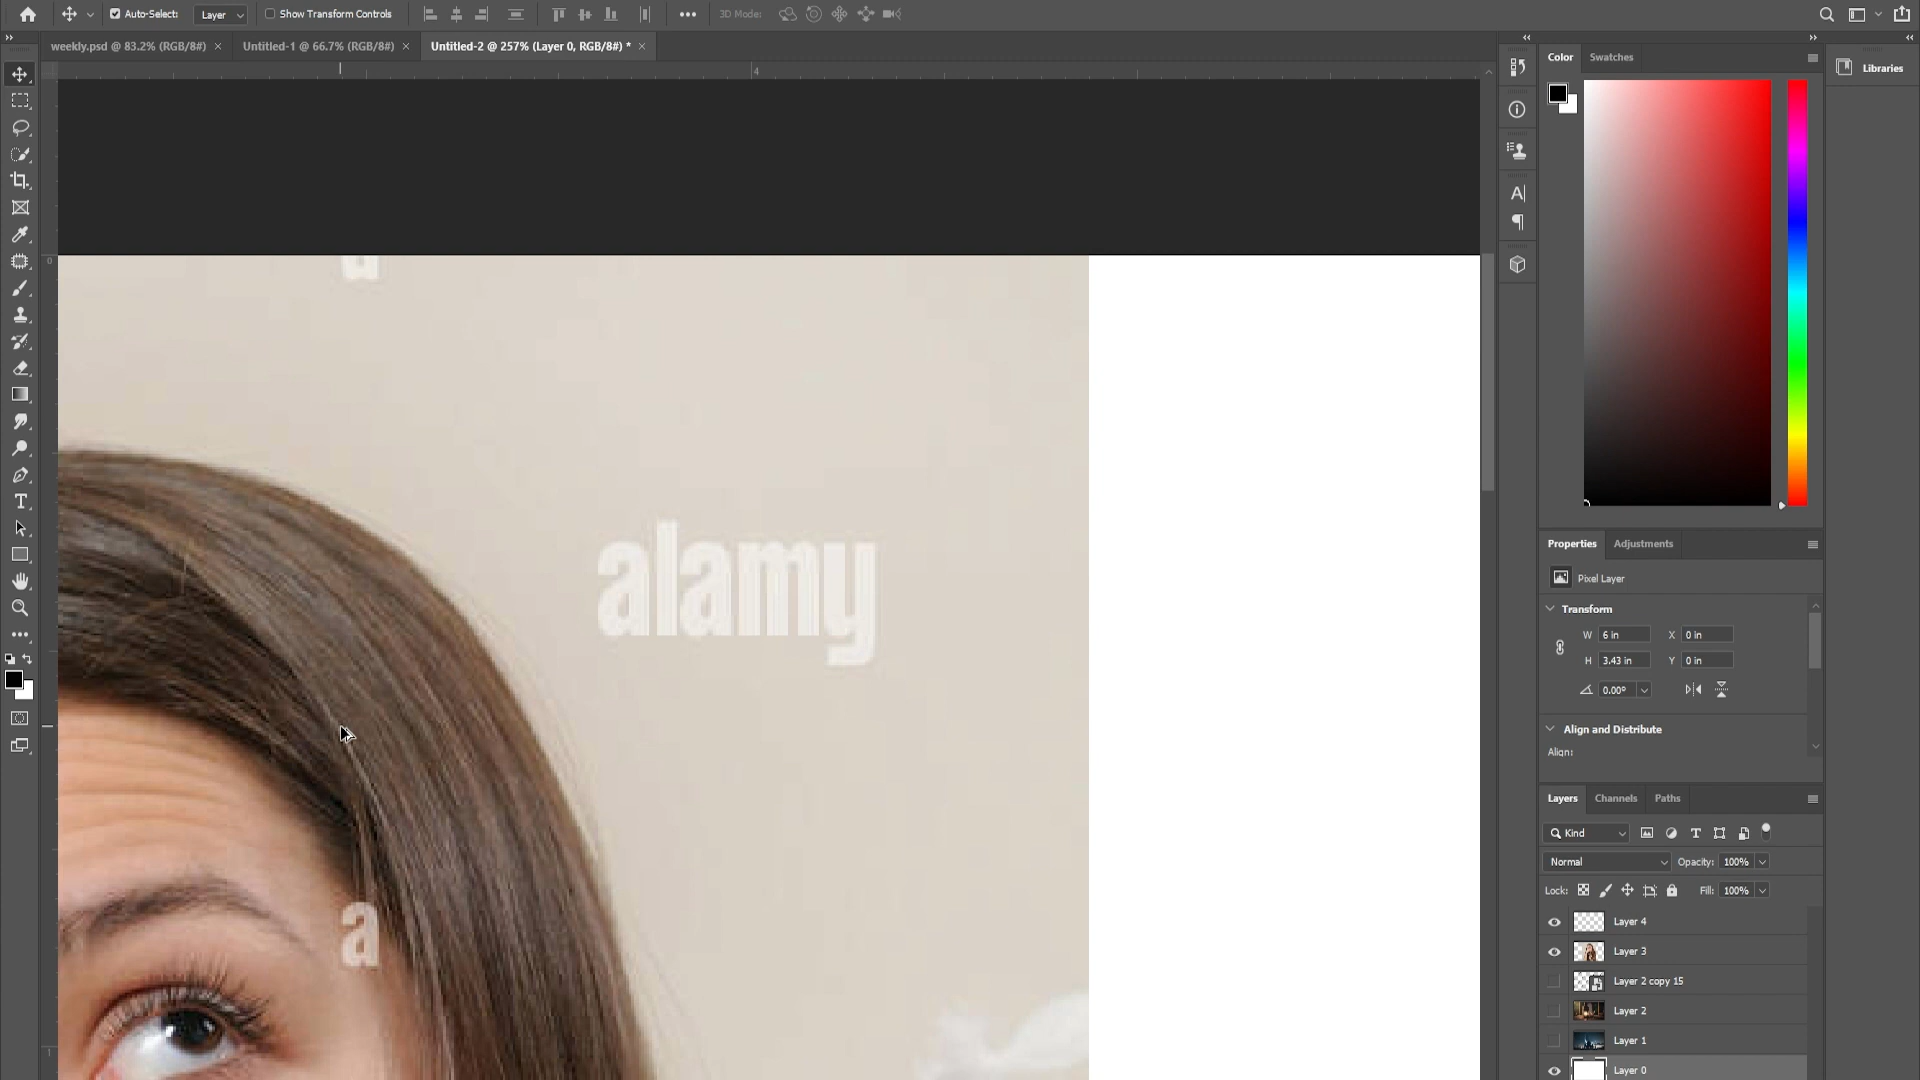 Auto-Select: Layer Show Transform Controls 3D Mode:
weekly.psd @ 83.2% (RGB/8#) × Untitled-1 @ 66.7% (RGB/8#) × Untitled-2 @ 257% (Layer 0, RGB/8#) * ×
Color Swatches
Libraries
4
0
a
alamy
a
1
Properties Adjustments
Pixel Layer
Transform
W 6 in X 0 in
H 3.43 in Y 0 in
0.00°
Align and Distribute
Align:
Layers Channels Paths
Kind
Normal Opacity: 100%
Lock: Fill: 100%
Layer 4
Layer 3
Layer 2 copy 15
Layer 2
Layer 1
Layer 0